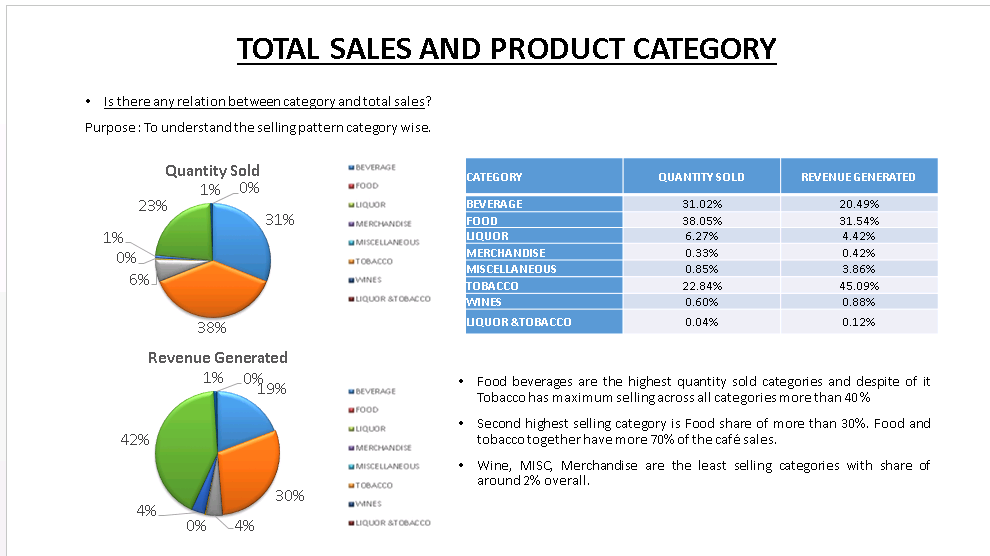 TOTAL SALES AND PRODUCT CATEGORY
• Is there any relation between category and total sales?
Purpose : To understand the selling pattern category wise.
Quantity Sold
1%
0%
23%
31%
1%
0%
6%
38%
BEVERAGE
FOOD
LIQUOR
MERCHANDISE
MISCELLANEOUS
TOBACCO
WINES
LIQUOR & TOBACCO
CATEGORY QUANTITY SOLD REVENUE GENERATED
BEVERAGE 31.02% 20.49%
FOOD 38.05% 31.54%
LIQUOR 6.27% 4.42%
MERCHANDISE 0.33% 0.42%
MISCELLANEOUS 0.85% 3.86%
TOBACCO 22.84% 45.09%
WINES 0.60% 0.88%
LIQUOR & TOBACCO 0.04% 0.12%
Revenue Generated
1%
0%
19%
42%
30%
4%
0%
4%
BEVERAGE
FOOD
LIQUOR
MERCHANDISE
MISCELLANEOUS
TOBACCO
WINES
LIQUOR & TOBACCO
• Food beverages are the highest quantity sold categories and despite of it
Tobacco has maximum selling across all categories more than 40%
• Second highest selling category is Food share of more than 30%. Food and
tobacco together have more 70% of the café sales.
• Wine, MISC, Merchandise are the least selling categories with share of
around 2% overall.